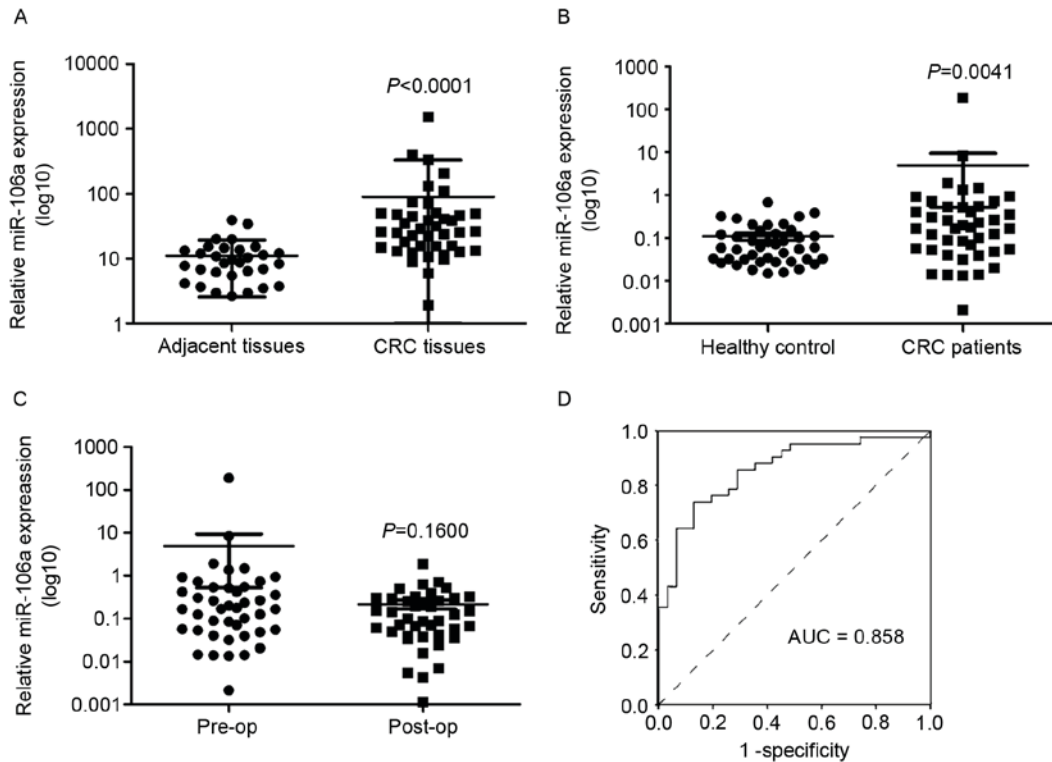 A
Relative miR-106a expression
(log10)
10000
1000
100
10
1
P<0.0001
Adjacent tissues
CRC tissues
B
Relative miR-106a expression
(log10)
1000
100
10
1
0.1
0.01
0.001
P=0.0041
Healthy control
CRC patients
C
Relative miR-106a expreassion
(log10)
1000
100
10
1
0.1
0.01
0.001
P=0.1600
Pre-op
Post-op
D
Sensitivity
1.0
0.8
0.6
0.4
0.2
0.0
AUC = 0.858
0.0 0.2 0.4 0.6 0.8 1.0
1 -specificity